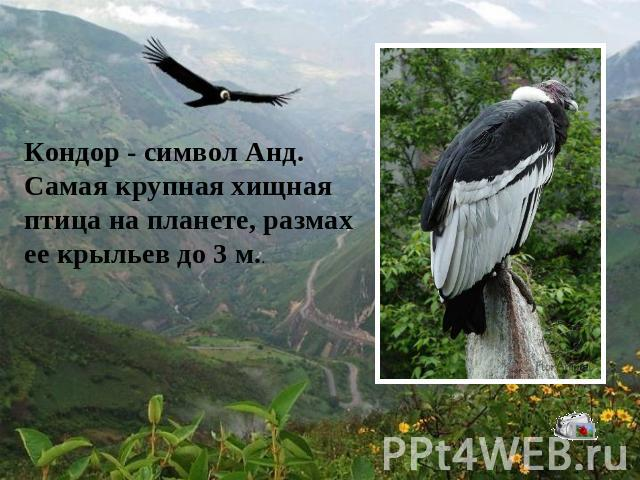 Кондор - символ Анд.
Самая крупная хищная
птица на планете, размах
ее крыльев до 3 м..
PPt4WEB.ru